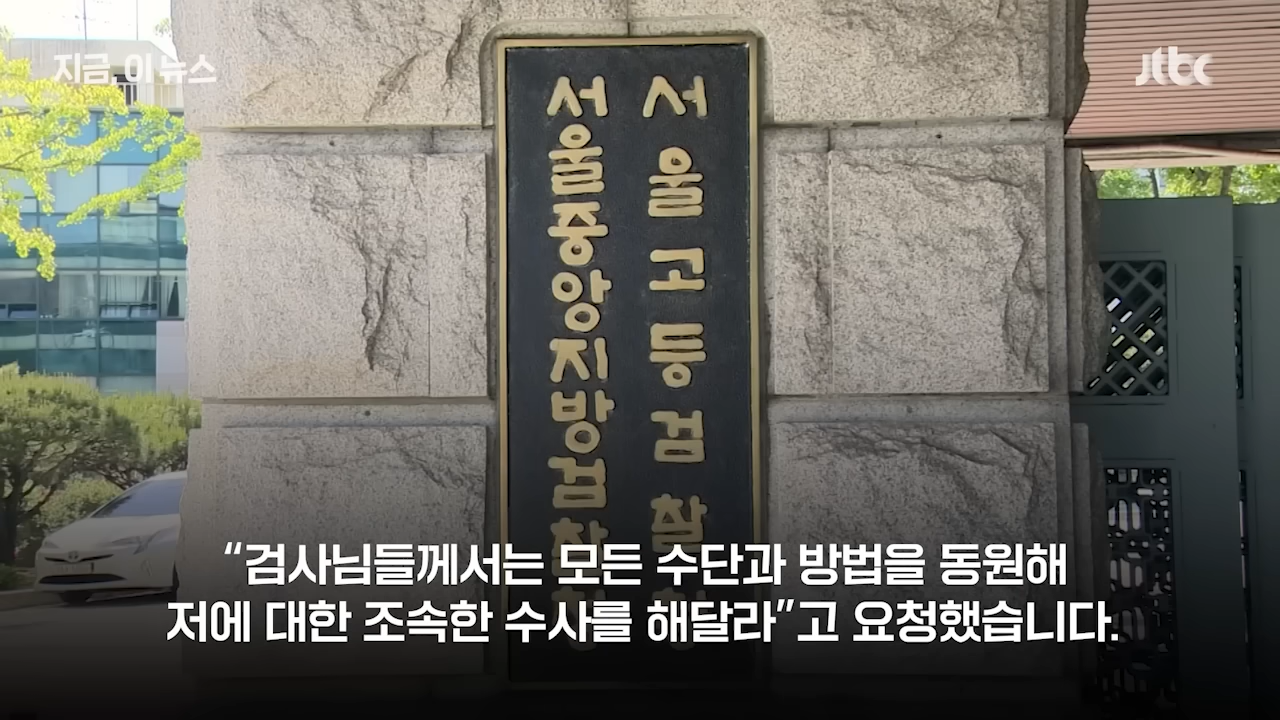 지금, 이 뉴스
jtbc
서울고등검찰청
서울중앙지방검찰청
“검사님들께서는 모든 수단과 방법을 동원해
저에 대한 조속한 수사를 해달라”고 요청했습니다.